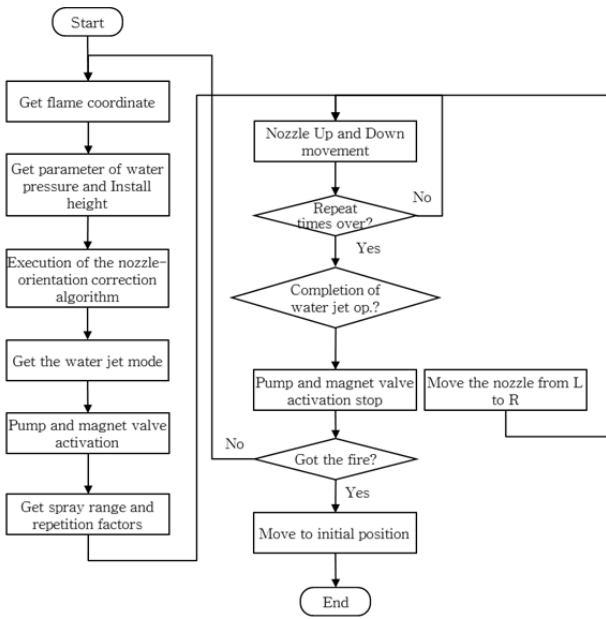 Start
Get flame coordinate
Get parameter of water
pressure and Install
height
Execution of the nozzle-
orientation correction
algorithm
Get the water jet mode
Pump and magnet valve
activation
Get spray range and
repetition factors
Nozzle Up and Down
movement
No
Repeat
times over?
Yes
Completion of
water jet op.?
Pump and magnet valve
activation stop
Move the nozzle from L
to R
No
Got the fire?
Yes
Move to initial position
End